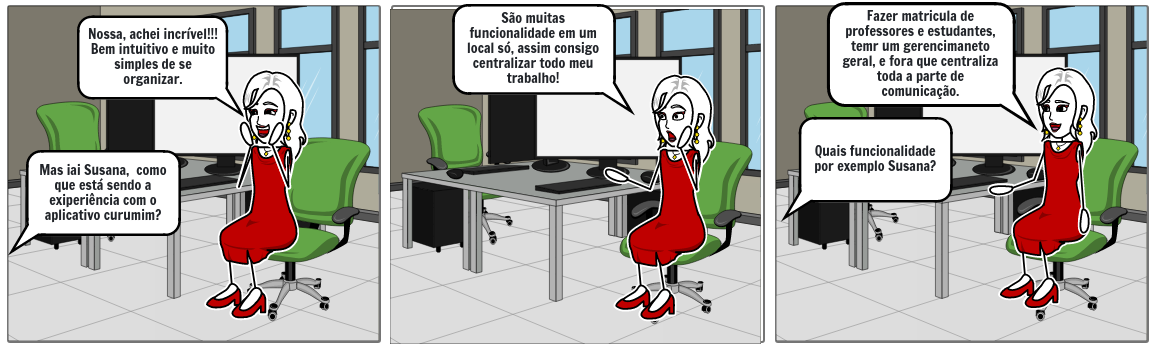 Nossa, achei incrível!!!
Bem intuitivo e muito
simples de se
organizar.
Mas iai Susana, como
que está sendo a
exiperiência com o
aplicativo curumim?
São muitas
funcionalidade em um
local só, assim consigo
centralizar todo meu
trabalho!
Fazer matricula de
professores e estudantes,
temr um gerencimaneto
geral, e fora que centraliza
toda a parte de
comunicação.
Quais funcionalidade
por exemplo Susana?